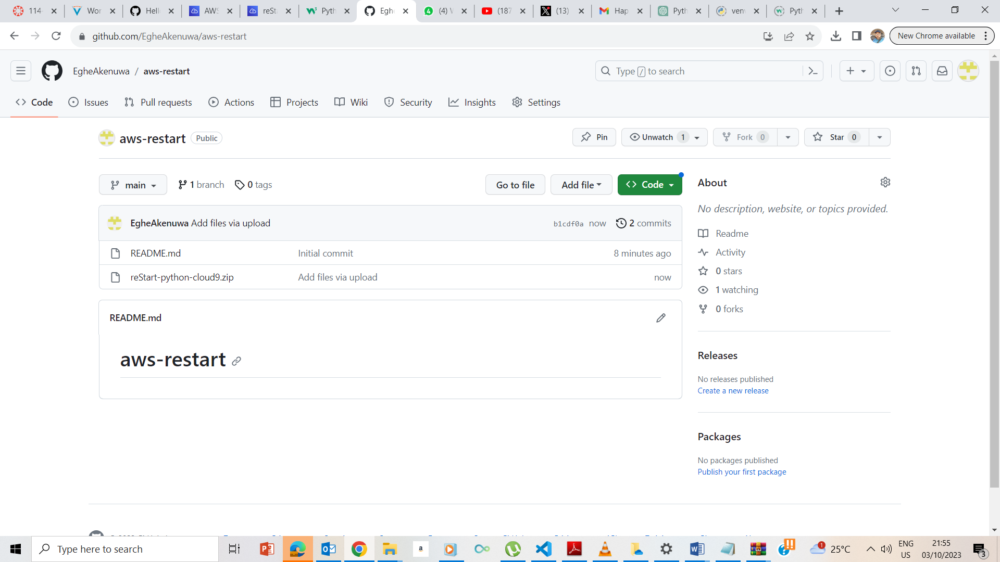 114- Wor Hell AWS reSt Pyth Eghe (4) W (187 (13) Hap Pyth venv Pyth
github.com/EgheAkenuwa/aws-restart New Chrome available
EgheAkenuwa / aws-restart Type / to search
Code Issues Pull requests Actions Projects Wiki Security Insights Settings
aws-restart Public Pin Unwatch 1 Fork 0 Star 0
main 1 branch 0 tags Go to file Add file Code
EgheAkenuwa Add files via upload b1cdf0a now 2 commits
README.md Initial commit 8 minutes ago
reStart-python-cloud9.zip Add files via upload now
README.md
aws-restart
About
No description, website, or topics provided.
Readme
Activity
0 stars
1 watching
0 forks
Releases
No releases published
Create a new release
Packages
No packages published
Publish your first package
Type here to search
a
1
25°C
ENG
US
21:55
03/10/2023
3